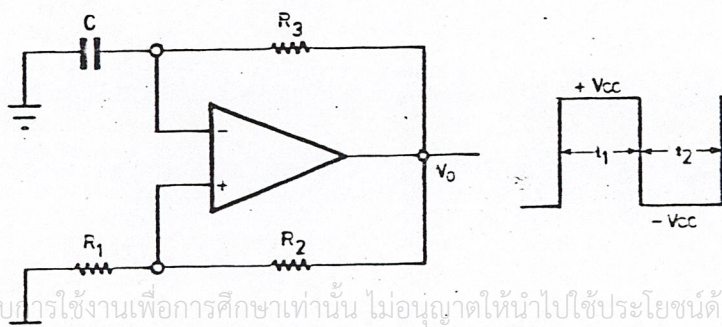 C
R3
+ Vcc
−
t1
t2
+
Vo
− Vcc
R1
R2
บการใช้งานเพื่อการศึกษาเท่านั้น ไม่อนุญาตให้นำไปใช้ประโยชน์ด้